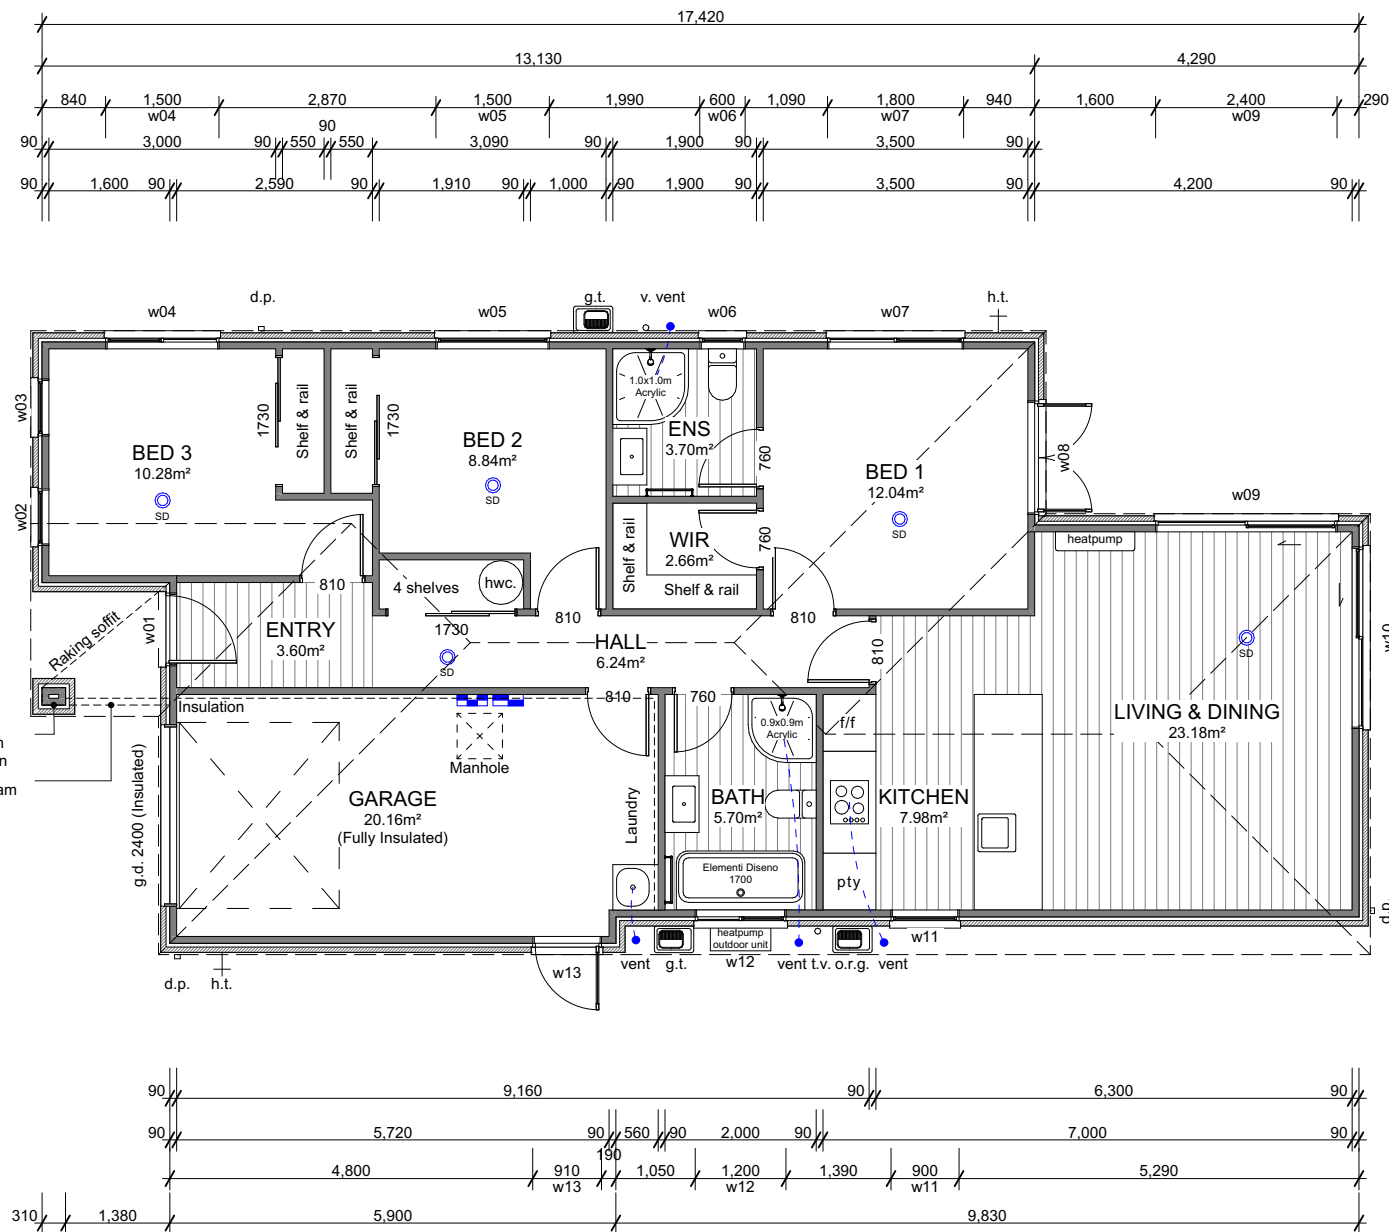 17,420
13,130 4,290
840 1,500 2,870 1,500 1,990 600 1,090 1,800 940 1,600 2,400 290
w04 w05 w06 w07 w09
90
90 3,000 90 550 550 3,090 90 1,900 90 3,500 90
90 1,600 90 2,590 90 1,910 90 1,000 90 1,900 90 3,500 90 4,200 90
w04 d.p. w05 g.t. v. vent w06 w07 h.t.
w03
w02
BED 3
10.28m²
SD
1730
Shelf & rail
Shelf & rail
1730
BED 2
8.84m²
SD
1.0x1.0m
Acrylic
ENS
3.70m²
760
WIR
2.66m²
760
Shelf & rail
Shelf & rail
BED 1
12.04m²
SD
w08
w09
heatpump
w10
810
4 shelves
hwc.
1730
810
810
810
Raking soffit
w01
ENTRY
3.60m²
HALL
6.24m²
SD
SD
Insulation
810
760
n
n
am
g.d. 2400 (Insulated)
Manhole
GARAGE
20.16m²
(Fully Insulated)
Laundry
0.9x0.9m
Acrylic
BATH
5.70m²
Elementi Diseno
1700
f/f
KITCHEN
7.98m²
pty
LIVING & DINING
23.18m²
d.p.
d.p. h.t.
w13
vent
g.t.
heatpump
outdoor unit
w12
vent t.v. o.r.g. vent
w11
90 9,160 90 6,300 90
90 5,720 90 560 90 2,000 90 7,000 90
190
4,800 910 1,050 1,200 1,390 900 5,290
w13 w12 w11
310 1,380 5,900 9,830